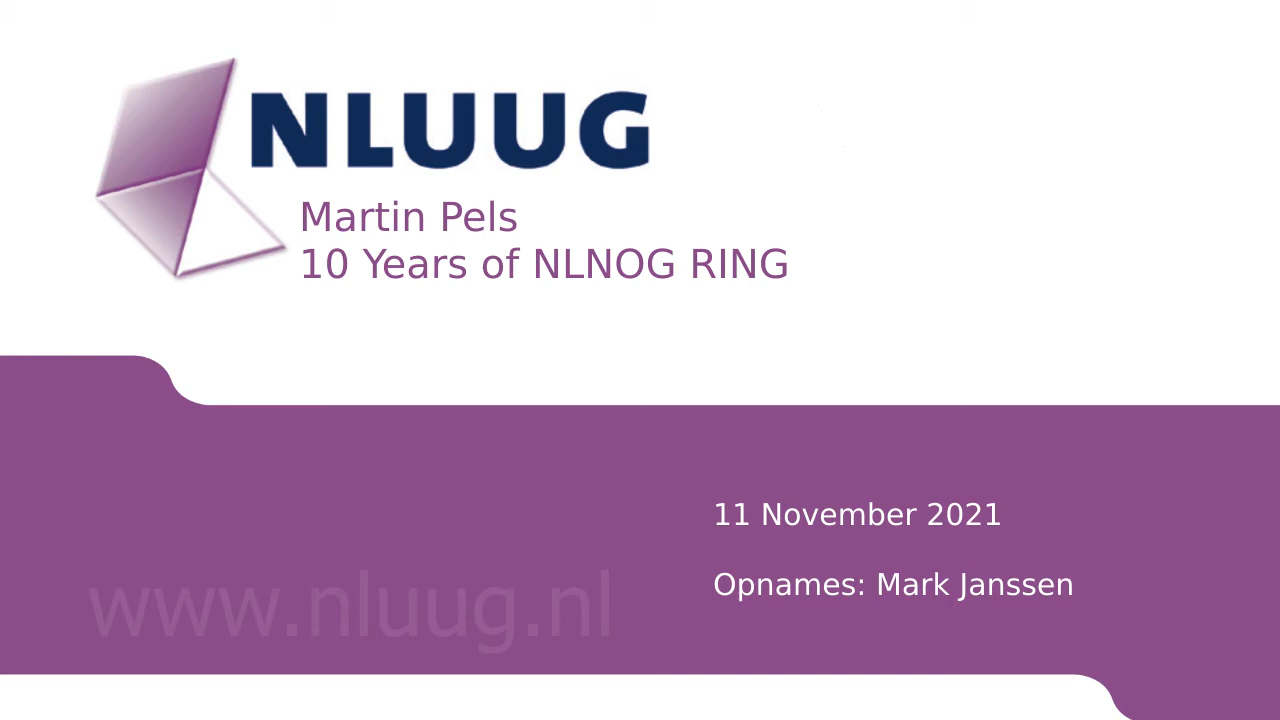 NLUUG
Martin Pels
10 Years of NLNOG RING
11 November 2021
Opnames: Mark Janssen
www.nluug.nl